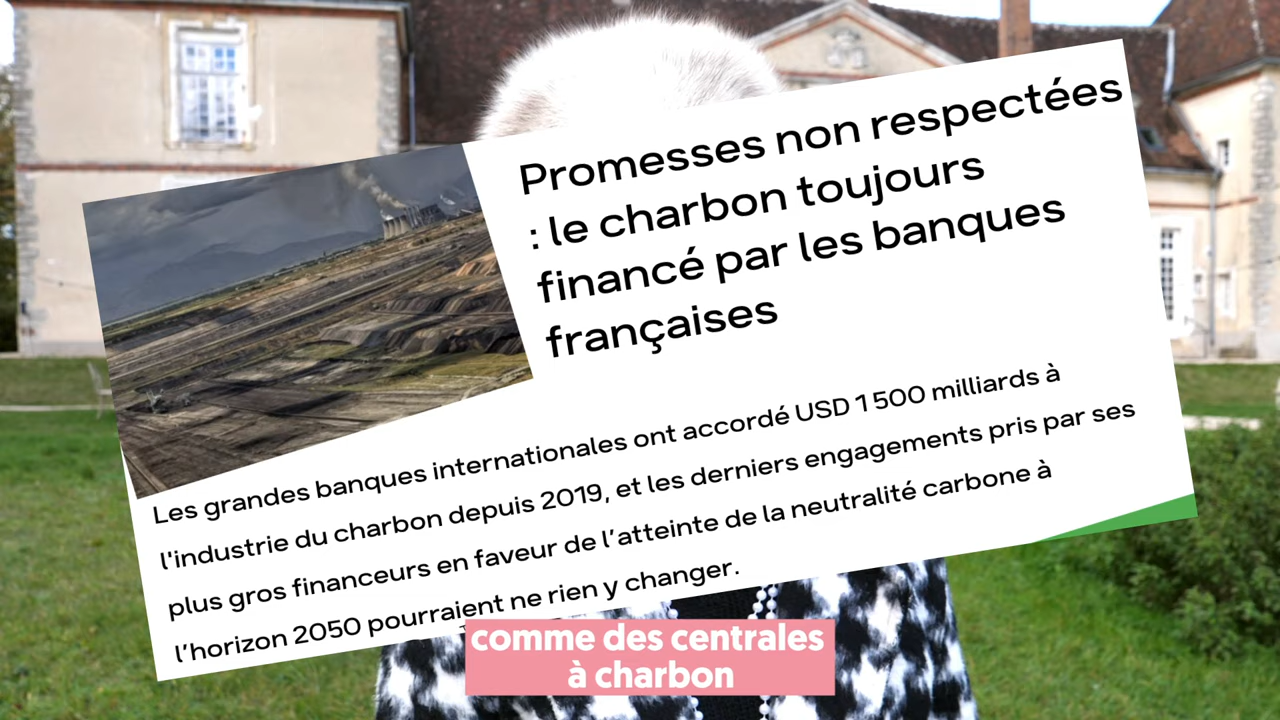 Promesses non respectées
: le charbon toujours
financé par les banques
françaises
Les grandes banques internationales ont accordé USD 1 500 milliards à
l'industrie du charbon depuis 2019, et les derniers engagements pris par ses
plus gros financeurs en faveur de l’atteinte de la neutralité carbone à
l’horizon 2050 pourraient ne rien y changer.
comme des centrales
à charbon